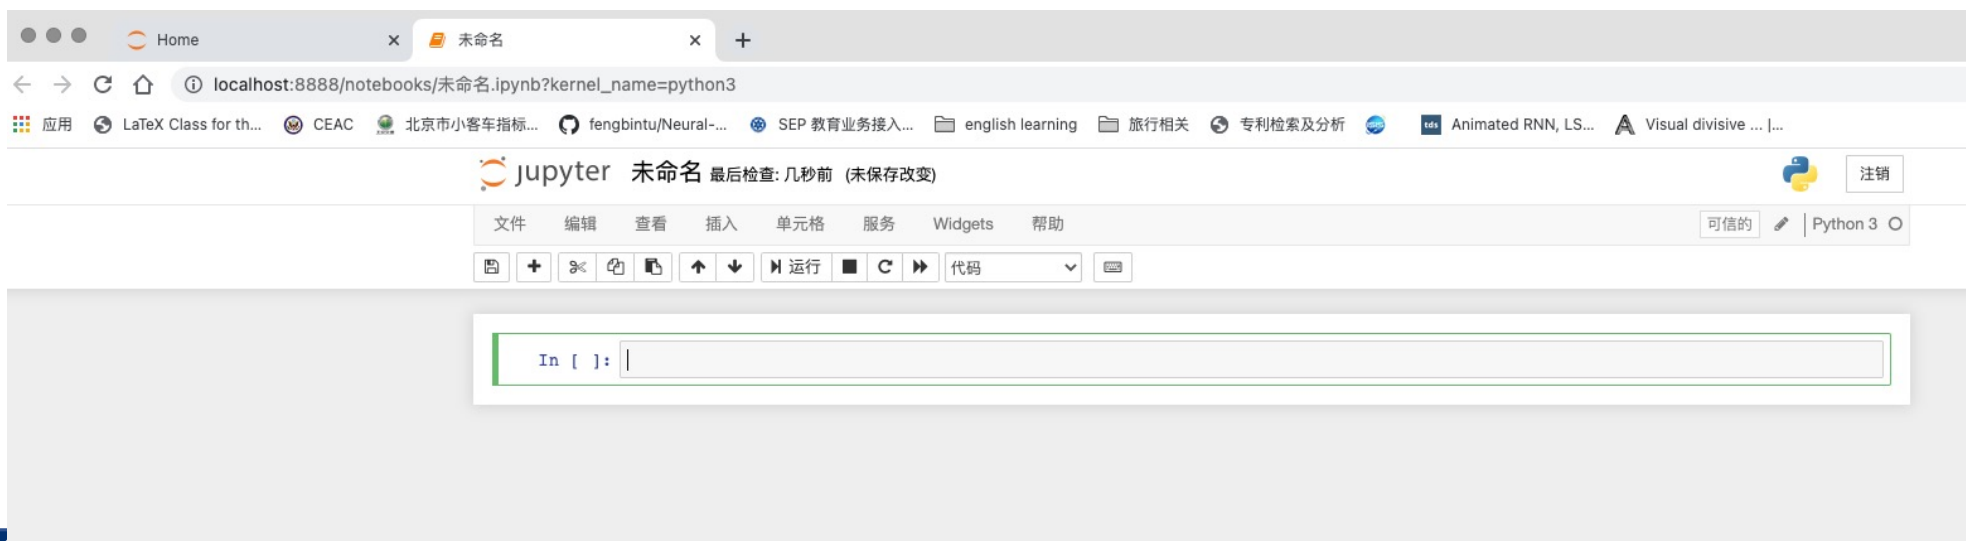 Home
未命名
localhost:8888/notebooks/未命名.ipynb?kernel_name=python3
应用 LaTeX Class for th... CEAC 北京市小客车指标... fengbintu/Neural-... SEP 教育业务接入... english learning 旅行相关 专利检索及分析 tds Animated RNN, LS... Visual divisive ... |...
jupyter 未命名 最后检查: 几秒前 (未保存改变) 注销
文件 编辑 查看 插入 单元格 服务 Widgets 帮助 可信的 Python 3
运行 代码
In [ ]: